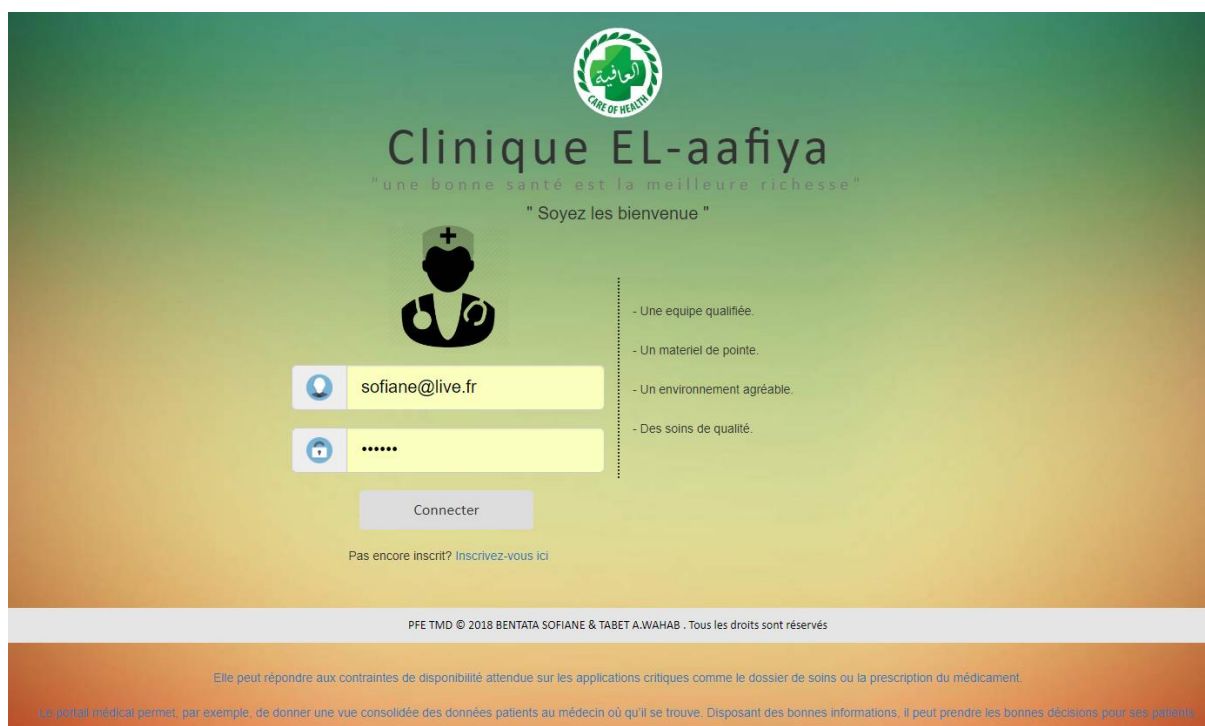 العافية
CARE OF HEALTH
Clinique EL-aafiya
"une bonne santé est la meilleure richesse"
" Soyez les bienvenue "
- Une equipe qualifiée.
- Un materiel de pointe.
- Un environnement agréable.
- Des soins de qualité.
sofiane@live.fr
••••••
Connecter
Pas encore inscrit? Inscrivez-vous ici
PFE TMD © 2018 BENTATA SOFIANE & TABET A.WAHAB . Tous les droits sont réservés
Elle peut répondre aux contraintes de disponibilité attendue sur les applications critiques comme le dossier de soins ou la prescription du médicament.
Le portail médical permet, par exemple, de donner une vue consolidée des données patients au médecin où qu'il se trouve. Disposant des bonnes informations, il peut prendre les bonnes décisions pour ses patients